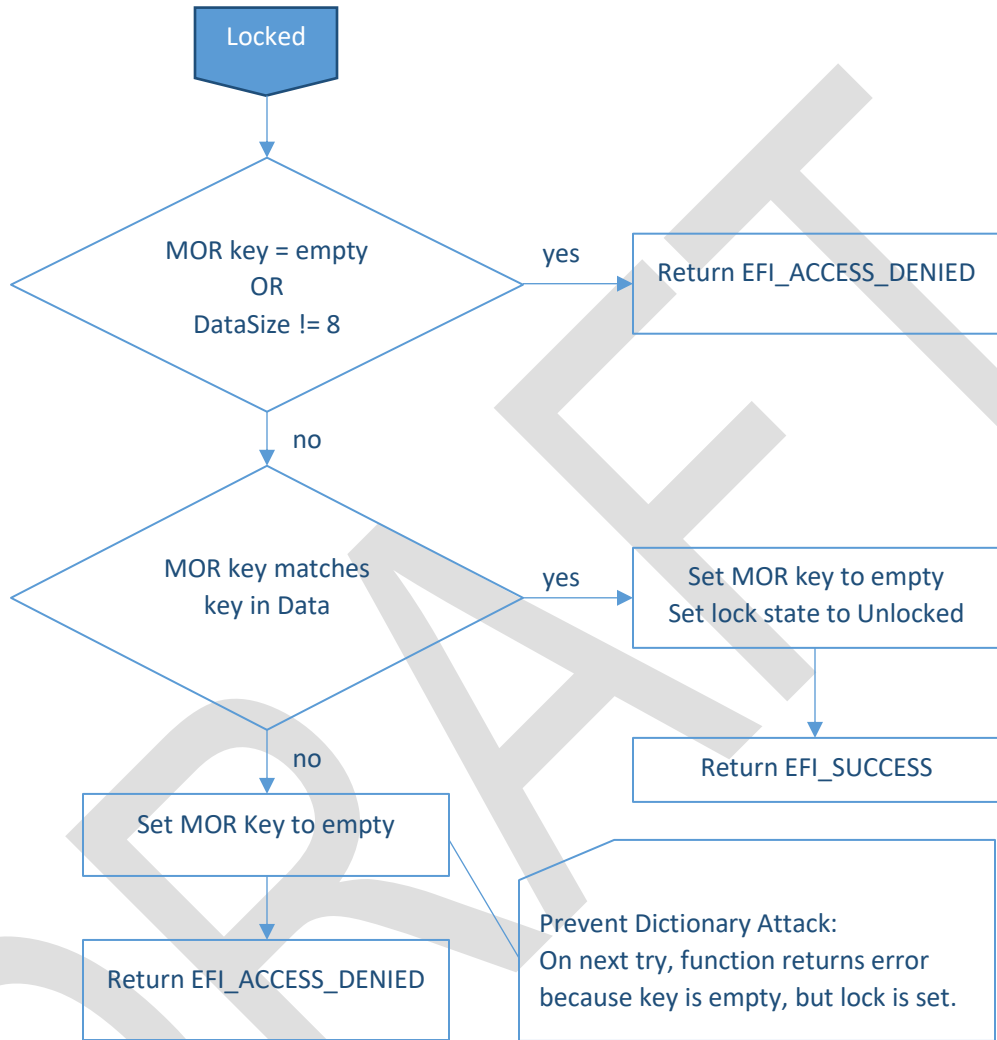 Locked
MOR key = empty
OR
DataSize != 8
yes
Return EFI_ACCESS_DENIED
no
MOR key matches
key in Data
yes
Set MOR key to empty
Set lock state to Unlocked
no
Return EFI_SUCCESS
Set MOR Key to empty
Prevent Dictionary Attack:
On next try, function returns error
because key is empty, but lock is set.
Return EFI_ACCESS_DENIED
DRAFT